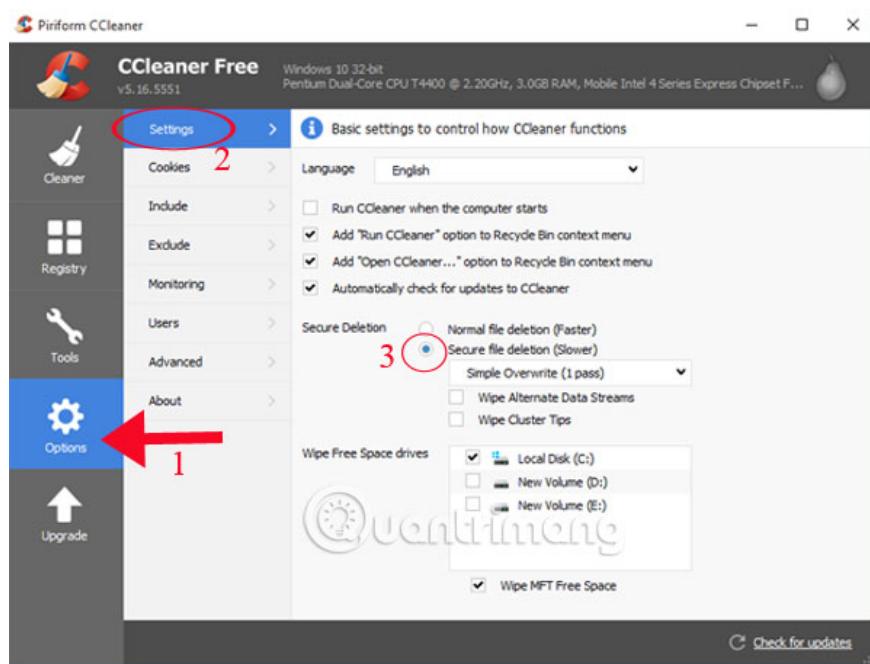 Piriform CCleaner
CCleaner Free
v5.16.5551
Windows 10 32-bit
Pentium Dual-Core CPU T4400 @ 2.20GHz, 3.0GB RAM, Mobile Intel 4 Series Express Chipset F...
Cleaner
Registry
Tools
Options
Upgrade
1
Settings
2
Cookies
Include
Exclude
Monitoring
Users
Advanced
About
Basic settings to control how CCleaner functions
Language English
Run CCleaner when the computer starts
Add "Run CCleaner" option to Recycle Bin context menu
Add "Open CCleaner..." option to Recycle Bin context menu
Automatically check for updates to CCleaner
Secure Deletion
Normal file deletion (Faster)
3
Secure file deletion (Slower)
Simple Overwrite (1 pass)
Wipe Alternate Data Streams
Wipe Cluster Tips
Wipe Free Space drives
Local Disk (C:)
New Volume (D:)
New Volume (E:)
Quantrimang
Wipe MFT Free Space
Check for updates